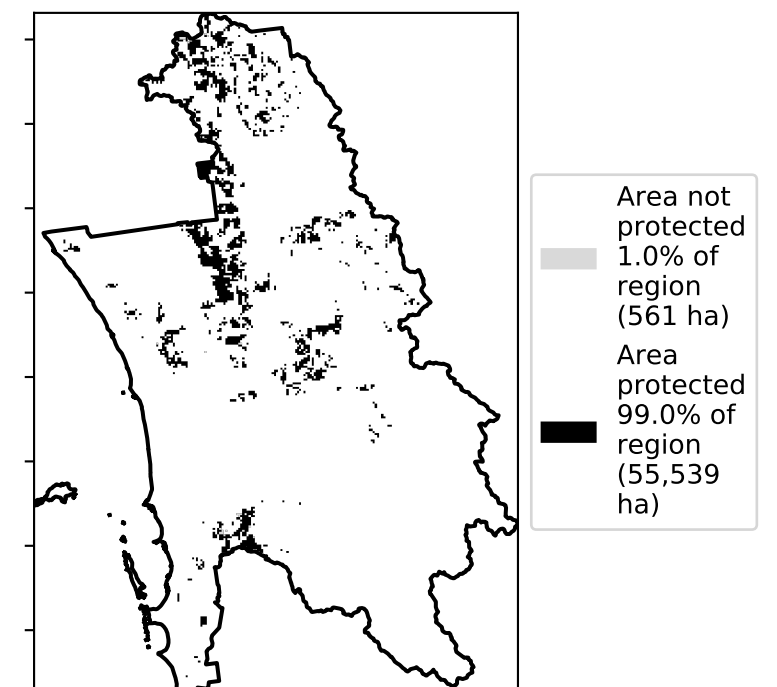 Area not
protected
1.0% of
region
(561 ha)
Area
protected
99.0% of
region
(55,539
ha)